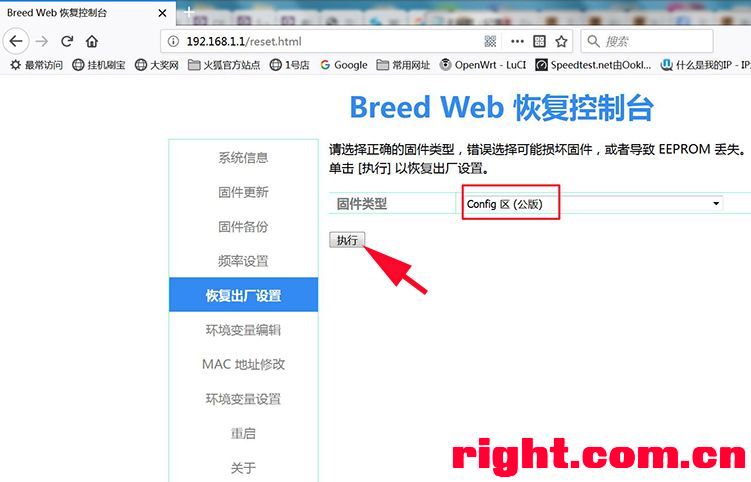 Breed Web 恢复控制台
192.168.1.1/reset.html
搜索
最常访问 挂机刷宝 大奖网 火狐官方站点 1号店 Google 常用网址 OpenWrt - LuCI Speedtest.net由Ookl... 什么是我的IP - IP
Breed Web 恢复控制台
系统信息
固件更新
固件备份
频率设置
恢复出厂设置
环境变量编辑
MAC 地址修改
环境变量设置
重启
关于
请选择正确的固件类型，错误选择可能损坏固件，或者导致 EEPROM 丢失。
单击 [执行] 以恢复出厂设置。
固件类型 Config 区 (公版)
执行
right.com.cn